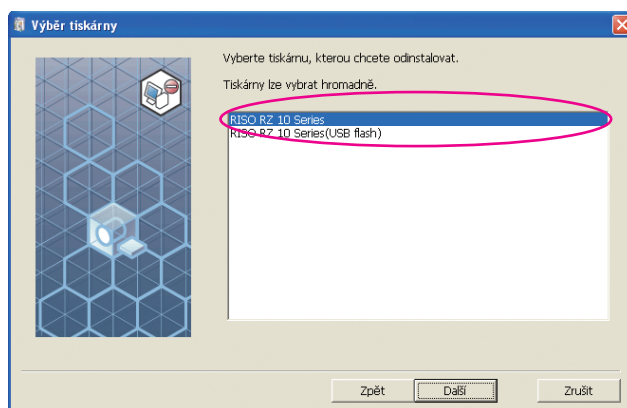 Výběr tiskárny
Vyberte tiskárnu, kterou chcete odinstalovat.
Tiskárny lze vybrat hromadně.
RISO RZ 10 Series
RISO RZ 10 Series(USB flash)
Zpět
Další
Zrušit